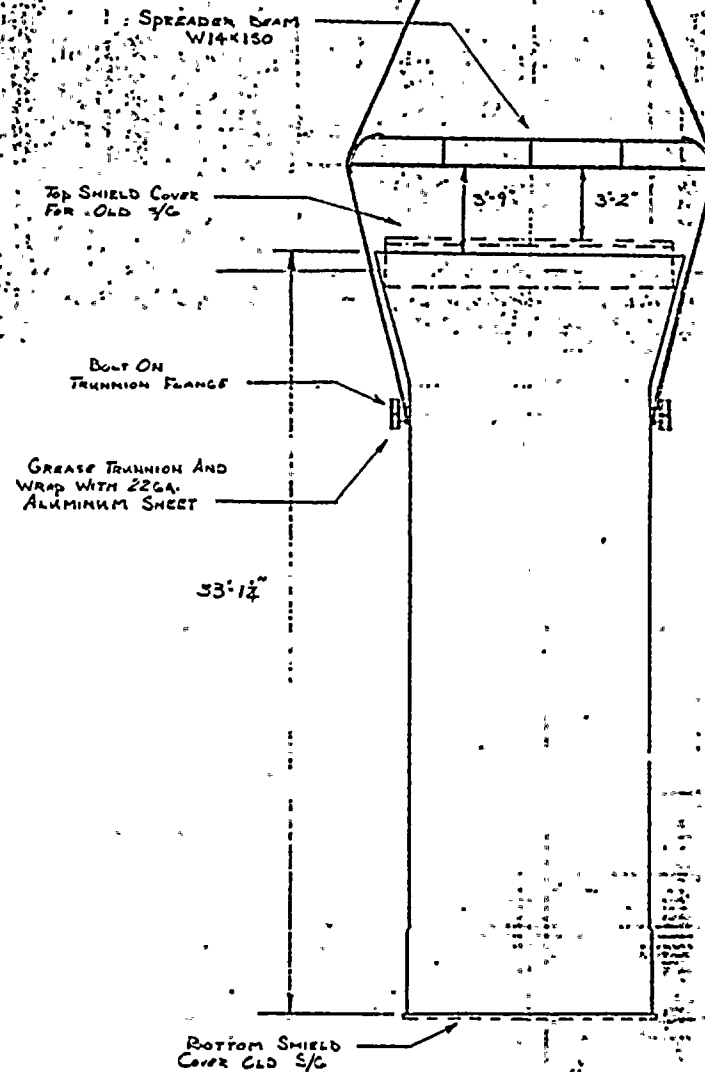 SPREADER BEAM
W14X150
TOP SHIELD COVER
FOR OLD S/G
3'-9"
3'-2"
BOLT ON
TRUNNION FLANGE
GREASE TRUNNION AND
WRAP WITH 22GA.
ALUMINUM SHEET
33'-1¼"
BOTTOM SHIELD
COVER OLD S/G